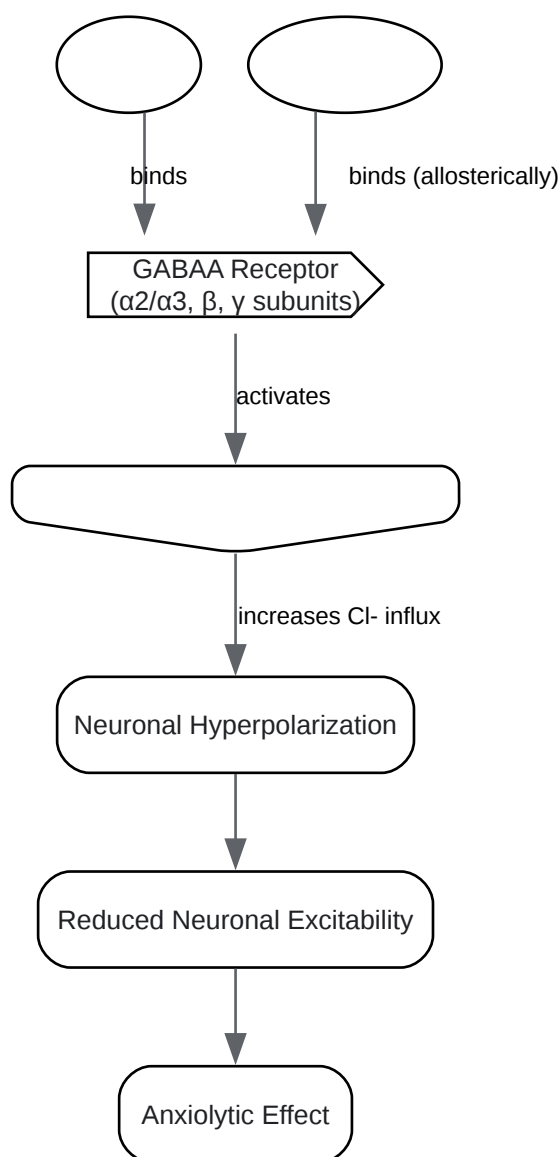 binds
binds (allosterically)
GABAA Receptor
(α2/α3, β, γ subunits)
activates
increases Cl- influx
Neuronal Hyperpolarization
Reduced Neuronal Excitability
Anxiolytic Effect